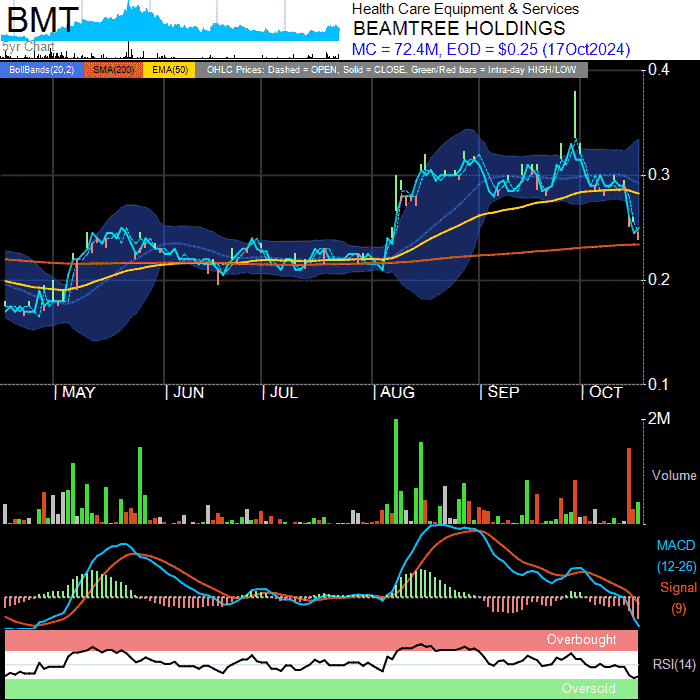 BMT
5yr Chart
Health Care Equipment & Services
BEAMTREE HOLDINGS
MC = 72.4M, EOD = $0.25 (17Oct2024)
BollBands(20,2) SMA(200) EMA(50) OHLC Prices: Dashed = OPEN, Solid = CLOSE, Green/Red bars = Intra-day HIGH/LOW
0.4
0.3
0.2
0.1
MAY JUN JUL AUG SEP OCT
2M
Volume
MACD
(12-26)
Signal
(9)
Overbought
RSI(14)
Oversold